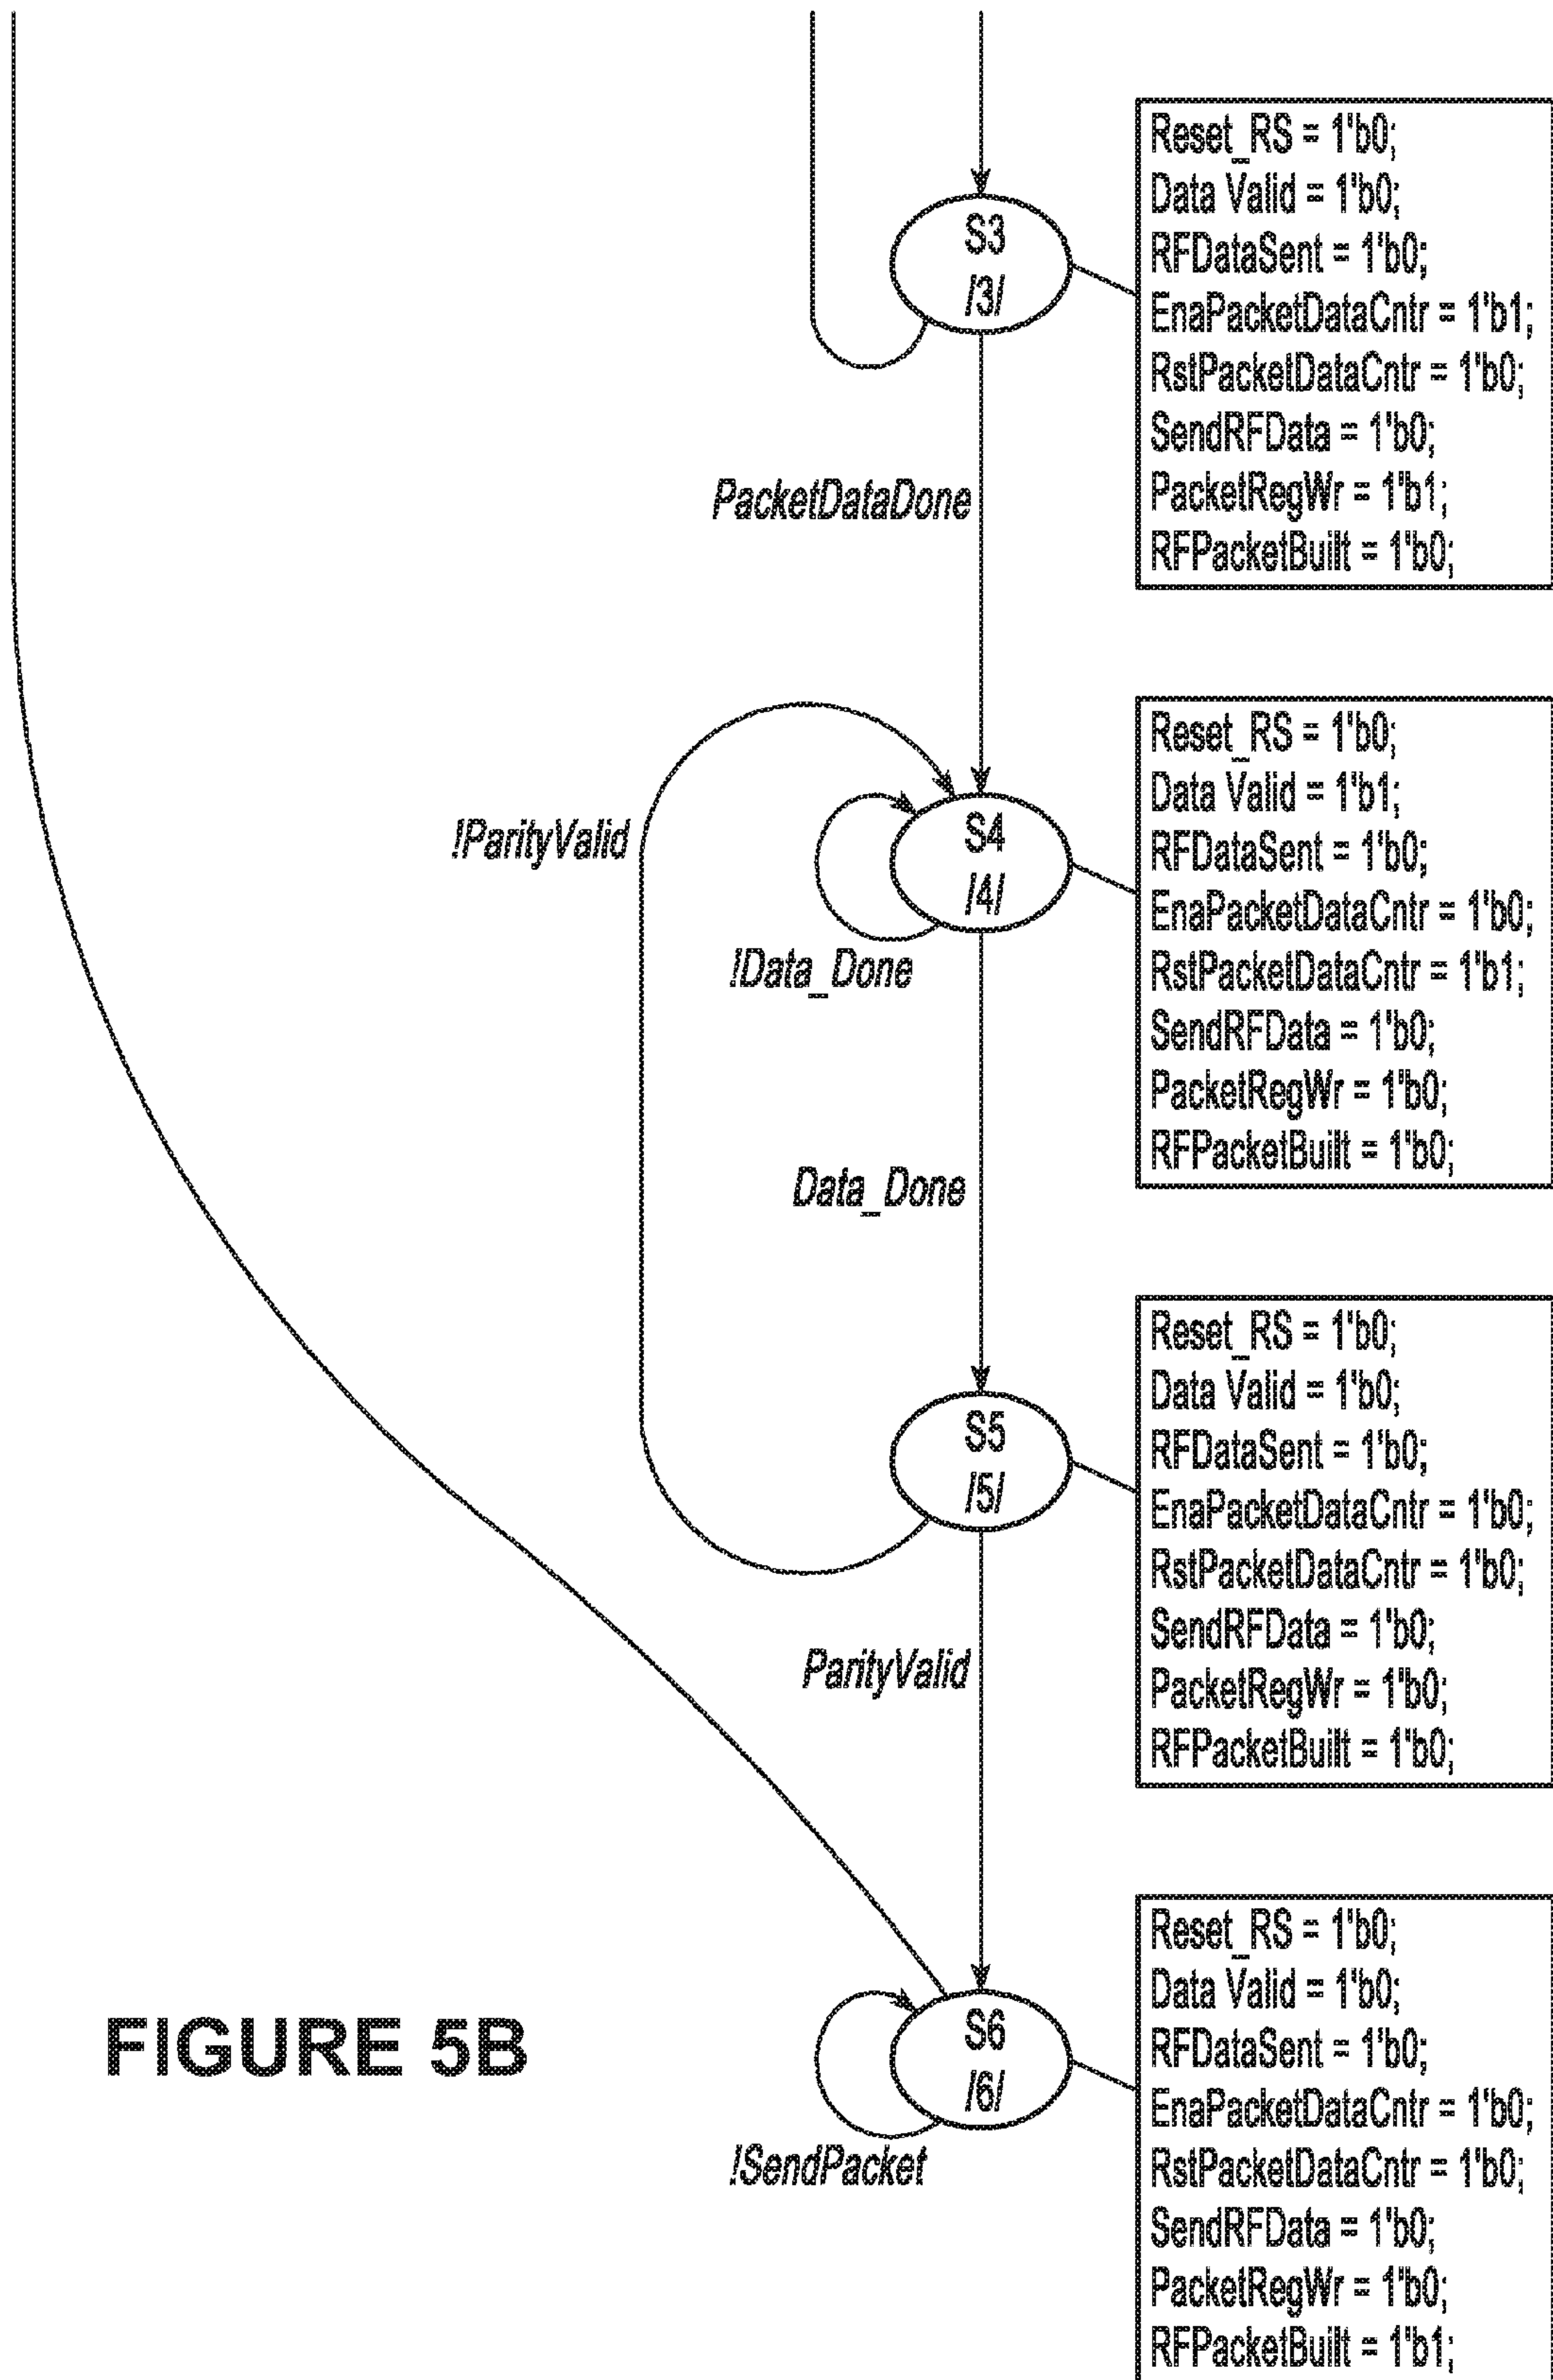 S3
/3/
Reset_RS = 1'b0;
Data Valid = 1'b0;
RFDataSent = 1'b0;
EnaPacketDataCntr = 1'b1;
RstPacketDataCntr = 1'b0;
SendRFData = 1'b0;
PacketRegWr = 1'b1;
RFPacketBuilt = 1'b0;
PacketDataDone
!ParityValid
S4
/4/
!Data_Done
Reset_RS = 1'b0;
Data Valid = 1'b1;
RFDataSent = 1'b0;
EnaPacketDataCntr = 1'b0;
RstPacketDataCntr = 1'b1;
SendRFData = 1'b0;
PacketRegWr = 1'b0;
RFPacketBuilt = 1'b0;
Data_Done
S5
/5/
Reset_RS = 1'b0;
Data Valid = 1'b0;
RFDataSent = 1'b0;
EnaPacketDataCntr = 1'b0;
RstPacketDataCntr = 1'b0;
SendRFData = 1'b0;
PacketRegWr = 1'b0;
RFPacketBuilt = 1'b0;
ParityValid
S6
/6/
!SendPacket
Reset_RS = 1'b0;
Data Valid = 1'b0;
RFDataSent = 1'b0;
EnaPacketDataCntr = 1'b0;
RstPacketDataCntr = 1'b0;
SendRFData = 1'b0;
PacketRegWr = 1'b0;
RFPacketBuilt = 1'b1;
FIGURE 5B